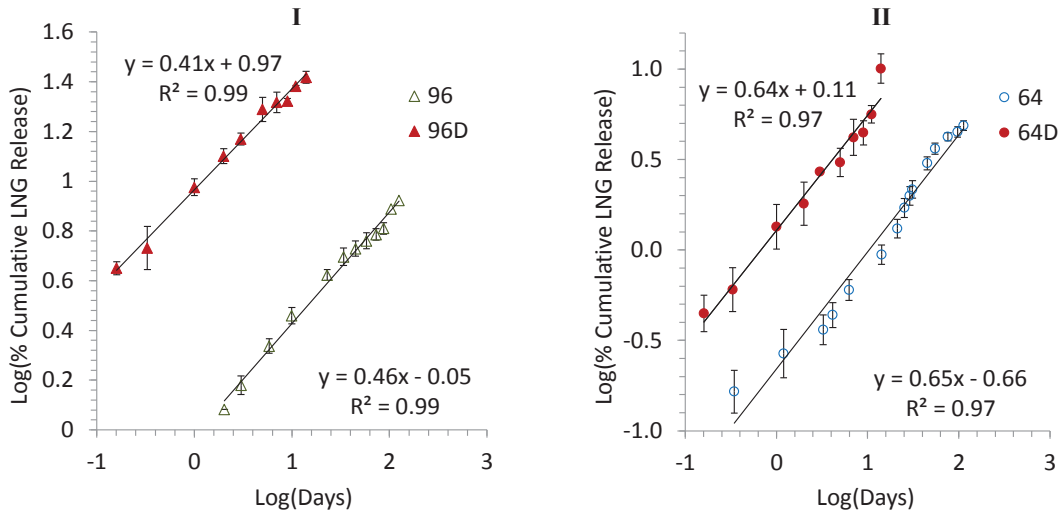 I
Log(% Cumulative LNG Release)
1.6
1.4
1.2
1
0.8
0.6
0.4
0.2
0
y = 0.41x + 0.97
R² = 0.99
96
96D
y = 0.46x - 0.05
R² = 0.99
-1
0
1
2
3
Log(Days)
II
Log(% Cumulative LNG Release)
1.0
0.5
0.0
-0.5
-1.0
y = 0.64x + 0.11
R² = 0.97
64
64D
y = 0.65x - 0.66
R² = 0.97
-1
0
1
2
3
Log(Days)